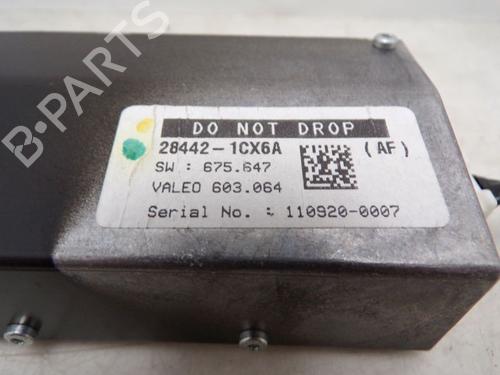 B-PARTS
DO NOT DROP
28442-1CX6A (AF)
SW : 675.647
VALEO 603.064
Serial No. : 110920-0007